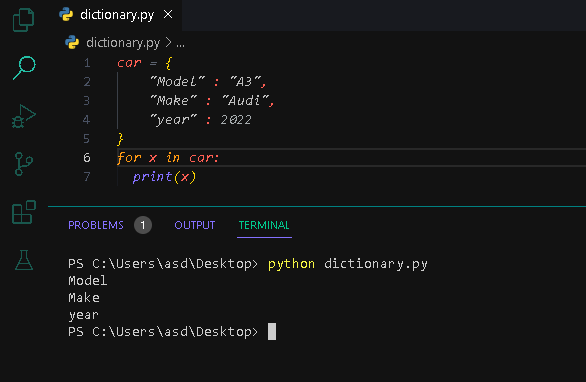 dictionary.py ×
dictionary.py > ...
1 car = {
2     "Model" : "A3",
3     "Make" : "Audi",
4     "year" : 2022
5 }
6 for x in car:
7   print(x)
PROBLEMS 1 OUTPUT TERMINAL
PS C:\Users\asd\Desktop> python dictionary.py
Model
Make
year
PS C:\Users\asd\Desktop>